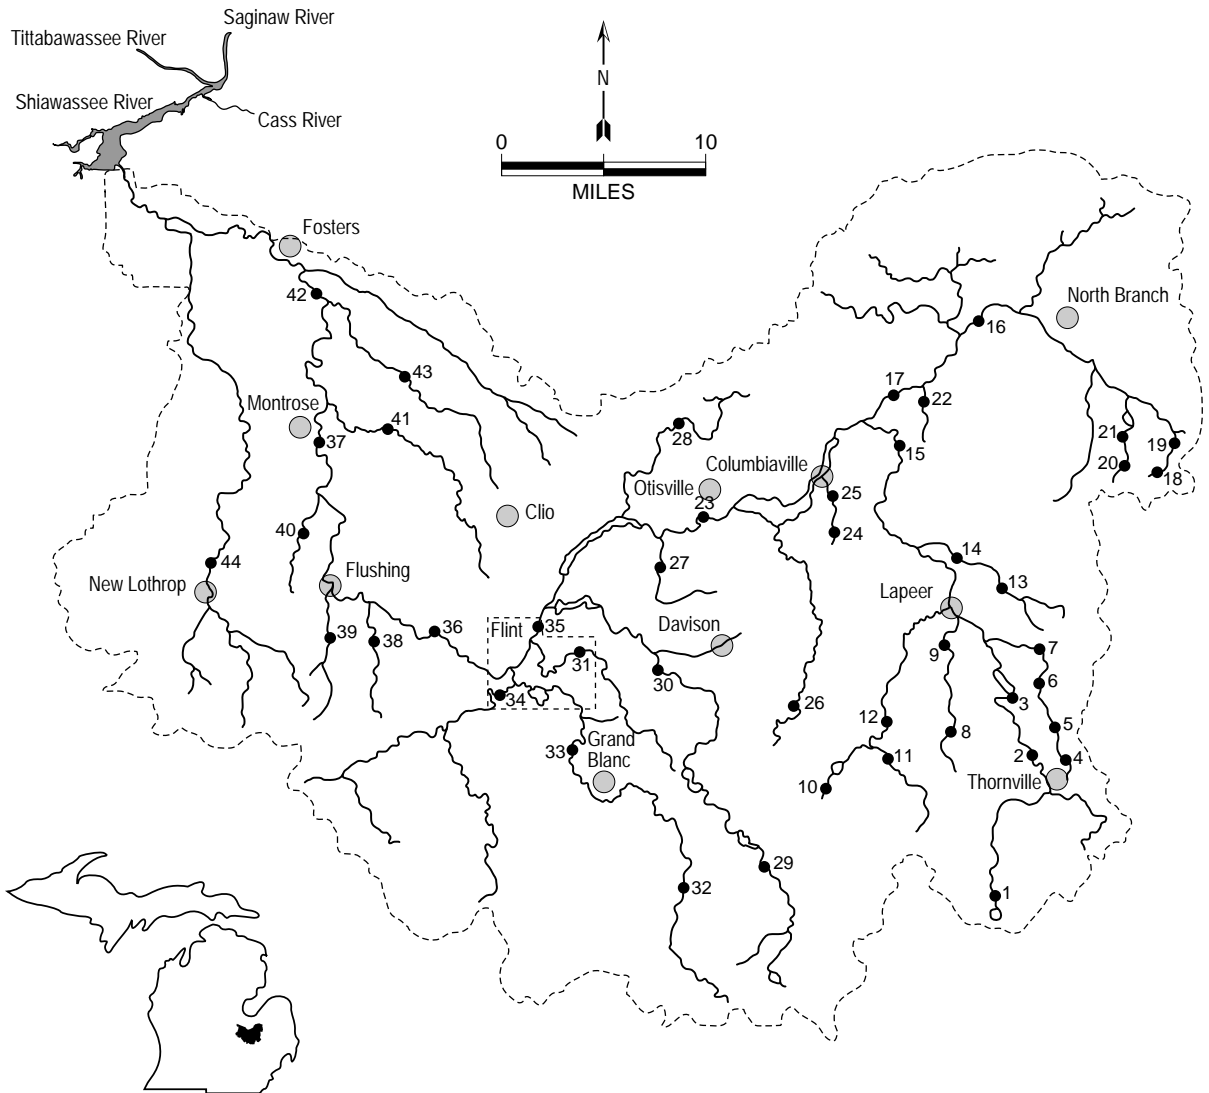 Saginaw River
Tittabawassee River
Shiawassee River
Cass River
N
0 10
MILES
Fosters
42
North Branch
16
43
17
22
Montrose
41
28
37
15
21
19
20
18
Columbiaville
Otisville
25
23
Clio
24
40
14
44
27
13
New Lothrop
Flushing
Lapeer
35
Flint
36
39
38
Davison
31
9
7
30
6
34
3
26
12
5
8
33
Grand
Blanc
2
11
4
10
Thornville
29
32
1